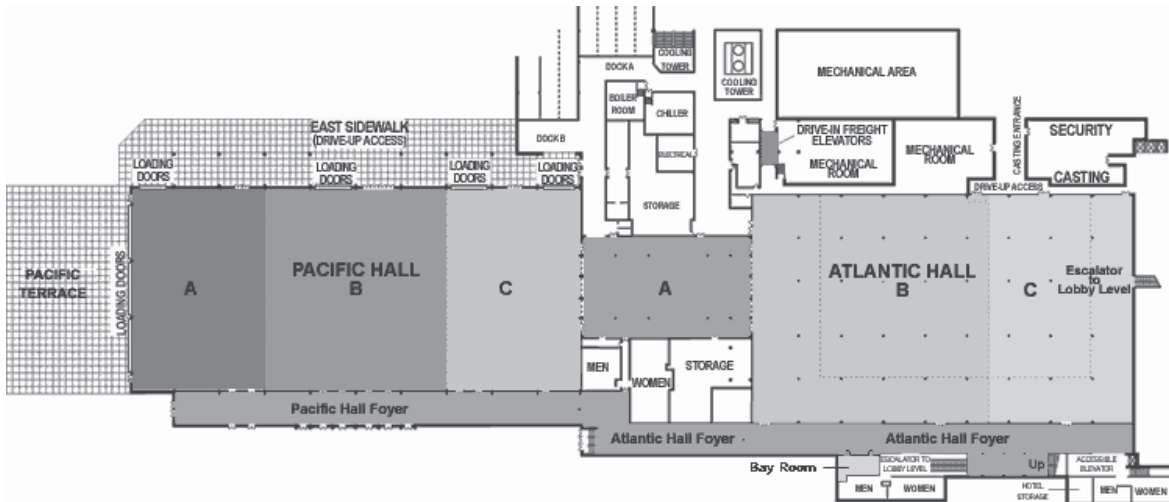 DOCK A
COOLING
TOWER
COOLING
TOWER
MECHANICAL AREA
BOILER
ROOM
CHILLER
EAST SIDEWALK
(DRIVE-UP ACCESS)
DOCK B
DRIVE-IN FREIGHT
ELEVATORS
MECHANICAL
ROOM
MECHANICAL
ROOM
CASTING ENTRANCE
SECURITY
CASTING
ELECTRICAL
LOADING
DOORS
LOADING
DOORS
LOADING
DOORS
LOADING
DOORS
DRIVE-UP ACCESS
STORAGE
PACIFIC
TERRACE
LOADING DOORS
PACIFIC HALL
A
B
C
A
ATLANTIC HALL
B
C
Escalator
to
Lobby Level
MEN
WOMEN
STORAGE
Pacific Hall Foyer
Atlantic Hall Foyer
Atlantic Hall Foyer
Bay Room
ESCALATOR TO
LOBBY LEVEL
Up
ACCESSIBLE
ELEVATOR
MEN
WOMEN
HOTEL
STORAGE
MEN
WOMEN